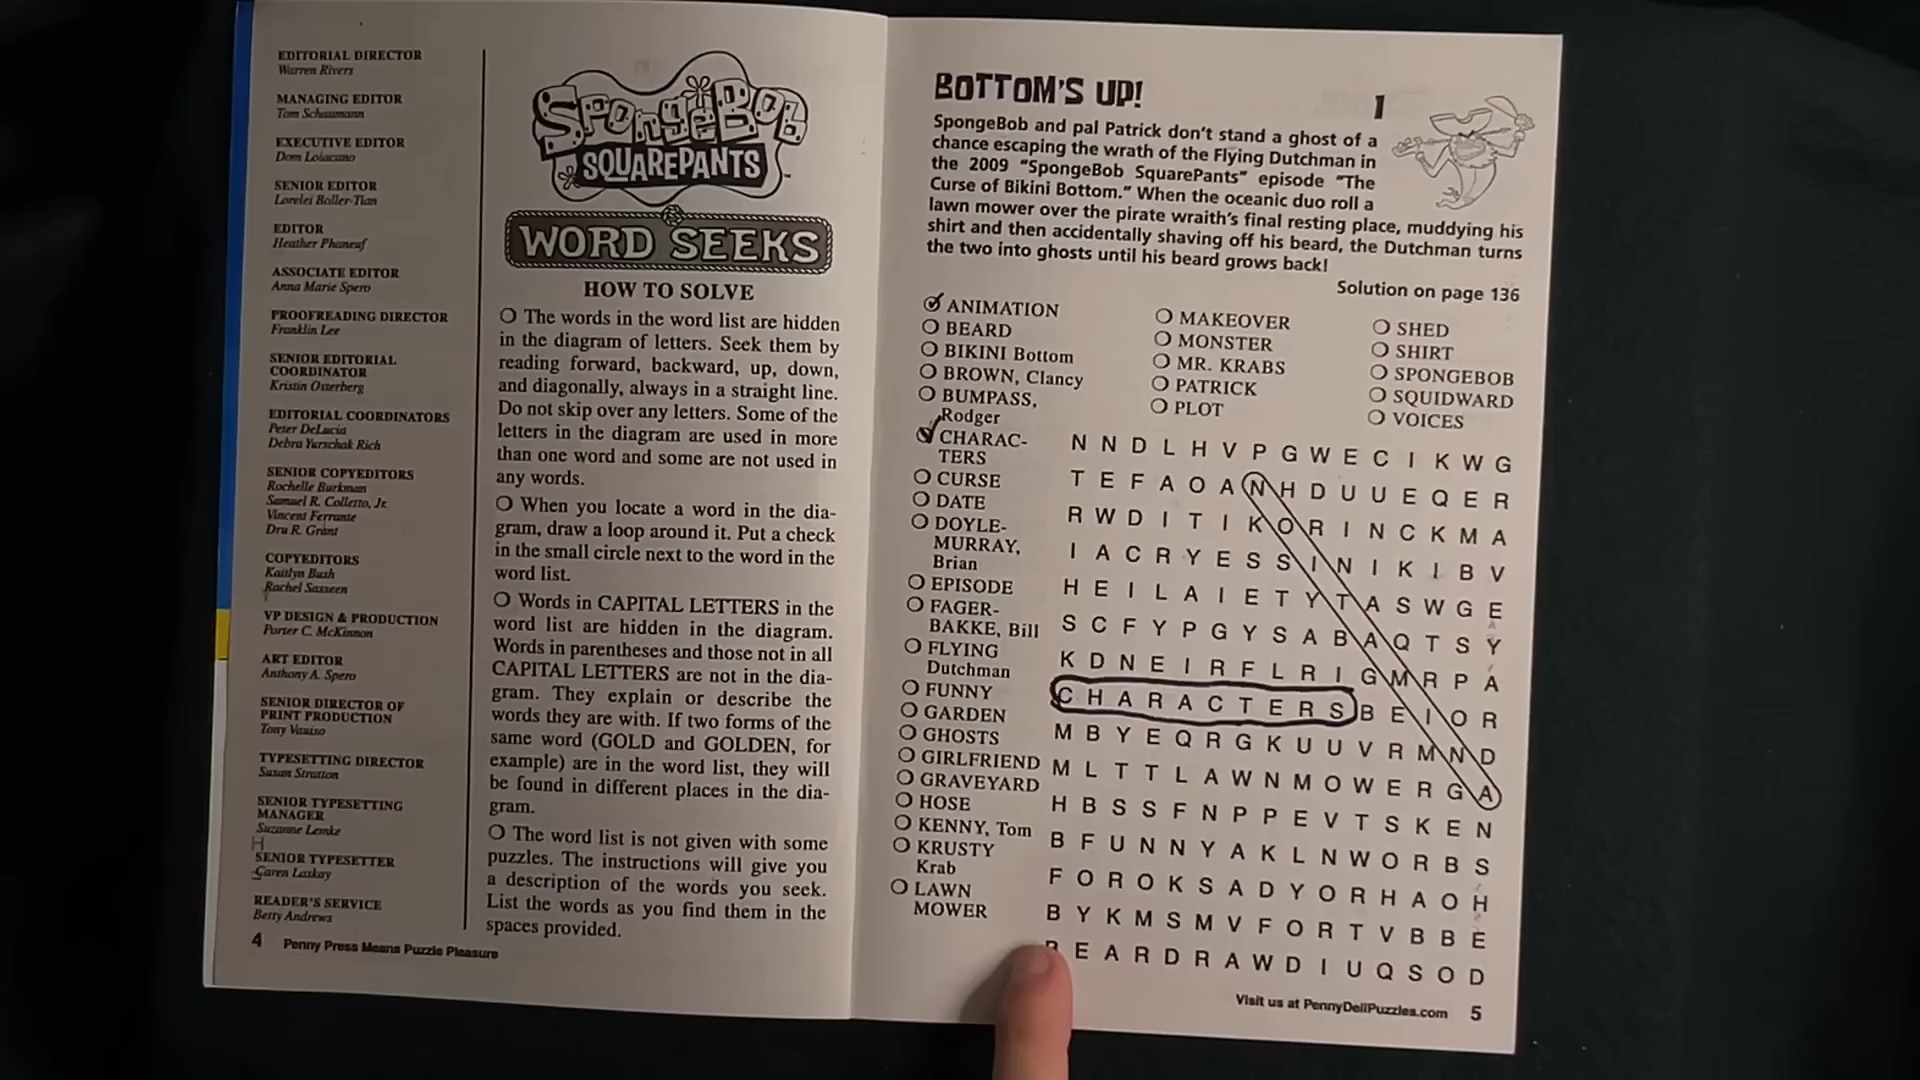 EDITORIAL DIRECTOR
Warren Rivers
MANAGING EDITOR
Tom Schaumann
EXECUTIVE EDITOR
Dom Loiacano
SENIOR EDITOR
Lorelei Boller-Tian
EDITOR
Heather Phaneuf
ASSOCIATE EDITOR
Anna Marie Spero
PROOFREADING DIRECTOR
Franklin Lee
SENIOR EDITORIAL
COORDINATOR
Kristin Osterberg
EDITORIAL COORDINATORS
Peter DeLucia
Debra Yurschak Rich
SENIOR COPYEDITORS
Rochelle Burkman
Samuel R. Colletto, Jr.
Vincent Ferrante
Dru R. Grant
COPYEDITORS
Kaitlyn Bush
Rachel Sasseen
VP DESIGN & PRODUCTION
Porter C. McKinnon
ART EDITOR
Anthony A. Spero
SENIOR DIRECTOR OF
PRINT PRODUCTION
Tony Vauiso
TYPESETTING DIRECTOR
Susan Stratton
SENIOR TYPESETTING
MANAGER
Suzanne Lemke
H
SENIOR TYPESETTER
Caren Laskay
READER'S SERVICE
Betty Andrews
4 Penny Press Means Puzzle Pleasure
SPONGEBOB
SQUAREPANTS
WORD SEEKS
HOW TO SOLVE
The words in the word list are hidden
in the diagram of letters. Seek them by
reading forward, backward, up, down,
and diagonally, always in a straight line.
Do not skip over any letters. Some of the
letters in the diagram are used in more
than one word and some are not used in
any words.
When you locate a word in the dia-
gram, draw a loop around it. Put a check
in the small circle next to the word in the
word list.
Words in CAPITAL LETTERS in the
word list are hidden in the diagram.
Words in parentheses and those not in all
CAPITAL LETTERS are not in the dia-
gram. They explain or describe the
words they are with. If two forms of the
same word (GOLD and GOLDEN, for
example) are in the word list, they will
be found in different places in the dia-
gram.
The word list is not given with some
puzzles. The instructions will give you
a description of the words you seek.
List the words as you find them in the
spaces provided.
BOTTOM'S UP!
1
SpongeBob and pal Patrick don't stand a ghost of a
chance escaping the wrath of the Flying Dutchman in
the 2009 "SpongeBob SquarePants" episode "The
Curse of Bikini Bottom." When the oceanic duo roll a
lawn mower over the pirate wraith's final resting place, muddying his
shirt and then accidentally shaving off his beard, the Dutchman turns
the two into ghosts until his beard grows back!
Solution on page 136
ANIMATION
BEARD
BIKINI Bottom
BROWN, Clancy
BUMPASS,
Rodger
CHARAC-
TERS
CURSE
DATE
DOYLE-
MURRAY,
Brian
EPISODE
FAGER-
BAKKE, Bill
FLYING
Dutchman
FUNNY
GARDEN
GHOSTS
GIRLFRIEND
GRAVEYARD
HOSE
KENNY, Tom
KRUSTY
Krab
LAWN
MOWER
MAKEOVER
MONSTER
MR. KRABS
PATRICK
PLOT
SHED
SHIRT
SPONGEBOB
SQUIDWARD
VOICES
N N D L H V P G W E C I K W G
T E F A O A N H D U U E Q E R
R W D I T I K O R I N C K M A
I A C R Y E S S I N I K I B V
H E I L A I E T Y T A S W G E
S C F Y P G Y S A B A Q T S Y
K D N E I R F L R I G M R P A
C H A R A C T E R S B E I O R
M B Y E Q R G K U U V R M N D
M L T T L A W N M O W E R G A
H B S S F N P P E V T S K E N
B F U N N Y A K L N W O R B S
F O R O K S A D Y O R H A O H
B Y K M S M V F O R T V B B E
E A R D R A W D I U Q S O D
Visit us at PennyDellPuzzles.com 5